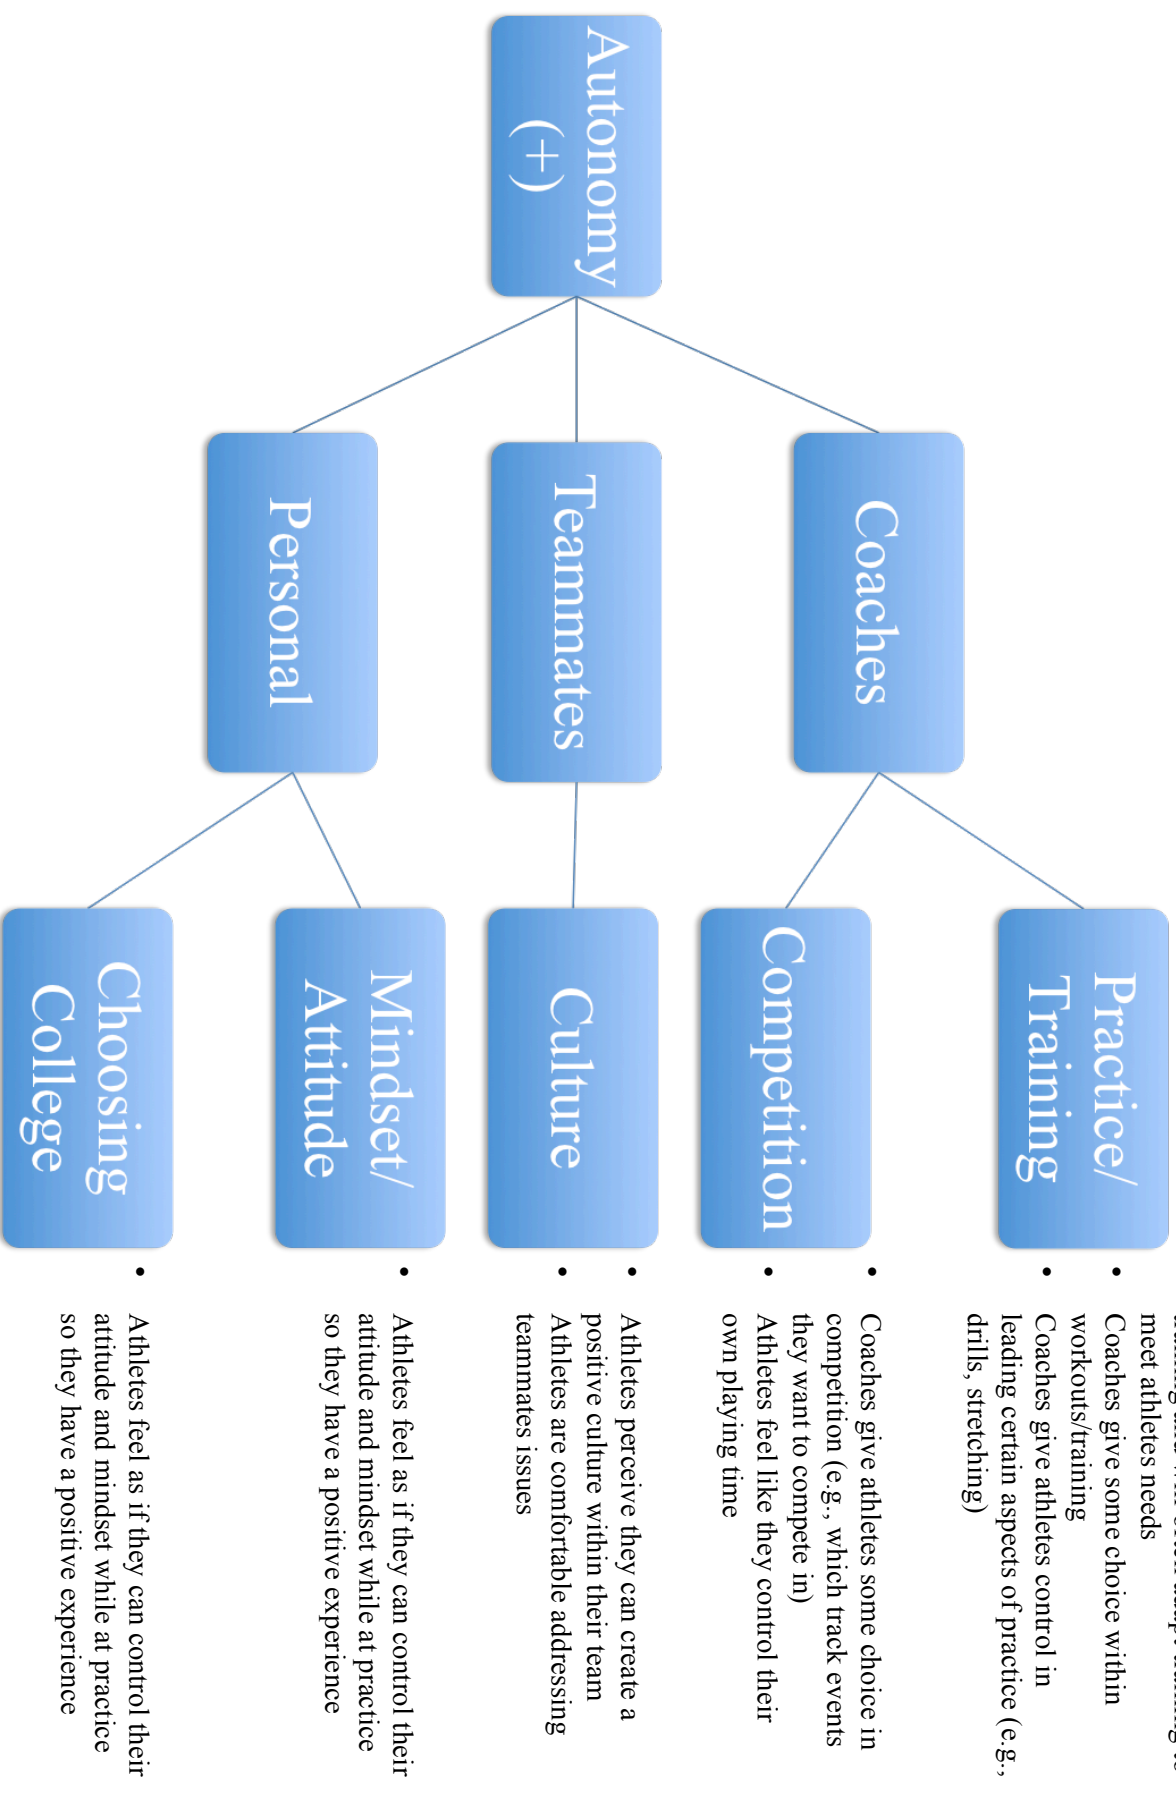 Autonomy
(+)
Coaches
Teammates
Personal
Practice/
Training
meet athletes needs
• Coaches give some choice within
workouts/training
• Coaches give athletes control in
leading certain aspects of practice (e.g.,
drills, stretching)
Competition
• Coaches give athletes some choice in
competition (e.g., which track events
they want to compete in)
• Athletes feel like they control their
own playing time
Culture
• Athletes perceive they can create a
positive culture within their team
• Athletes are comfortable addressing
teammates issues
Mindset/
Attitude
• Athletes feel as if they can control their
attitude and mindset while at practice
so they have a positive experience
Choosing
College
• Athletes feel as if they can control their
attitude and mindset while at practice
so they have a positive experience